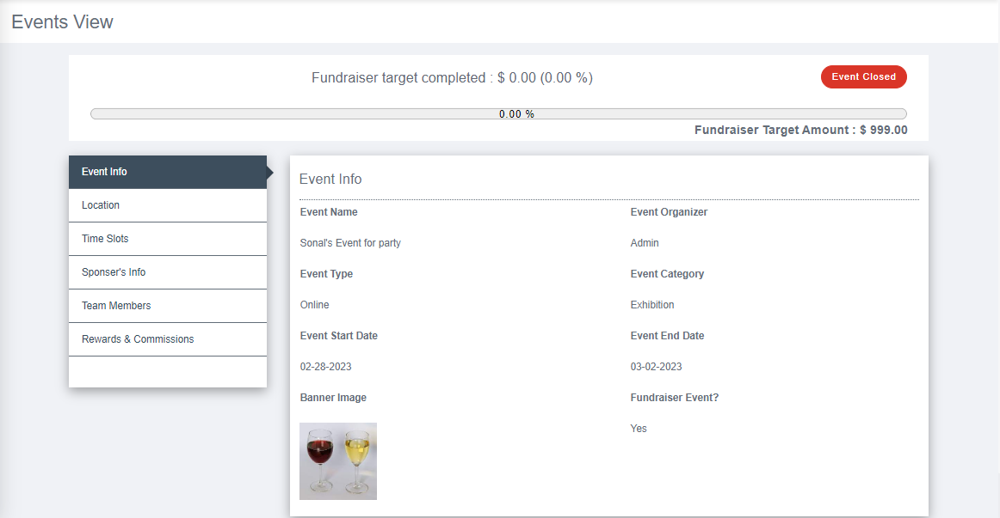 Events View
Fundraiser target completed : $ 0.00 (0.00 %)
Event Closed
0.00 %
Fundraiser Target Amount : $ 999.00
Event Info
Location
Time Slots
Sponser's Info
Team Members
Rewards & Commissions
Event Info
Event Name
Event Organizer
Sonal's Event for party
Admin
Event Type
Event Category
Online
Exhibition
Event Start Date
Event End Date
02-28-2023
03-02-2023
Banner Image
Fundraiser Event?
Yes